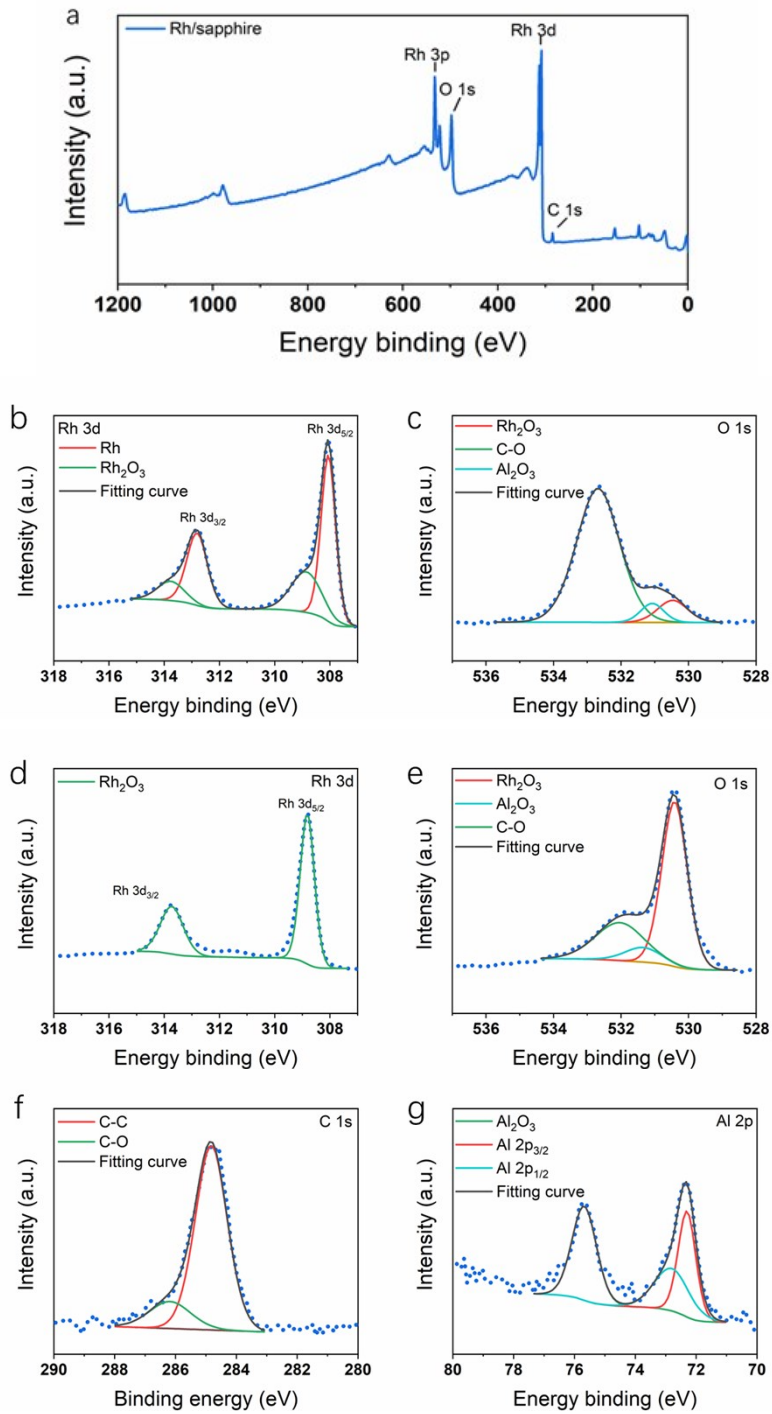 a
Rh/sapphire
Rh 3d
Rh 3p
O 1s
C 1s
Intensity (a.u.)
1200 1000 800 600 400 200 0
Energy binding (eV)
b
Rh 3d
Rh
Rh₂O₃
Fitting curve
Rh 3d₅/₂
Rh 3d₃/₂
Intensity (a.u.)
318 316 314 312 310 308
Energy binding (eV)
c
O 1s
Rh₂O₃
C-O
Al₂O₃
Fitting curve
Intensity (a.u.)
536 534 532 530 528
Energy binding (eV)
d
Rh₂O₃
Rh 3d
Rh 3d₅/₂
Rh 3d₃/₂
Intensity (a.u.)
318 316 314 312 310 308
Energy binding (eV)
e
O 1s
Rh₂O₃
Al₂O₃
C-O
Fitting curve
Intensity (a.u.)
536 534 532 530 528
Energy binding (eV)
f
C 1s
C-C
C-O
Fitting curve
Intensity (a.u.)
290 288 286 284 282 280
Binding energy (eV)
g
Al 2p
Al₂O₃
Al 2p₃/₂
Al 2p₁/₂
Fitting curve
Intensity (a.u.)
80 78 76 74 72 70
Energy binding (eV)